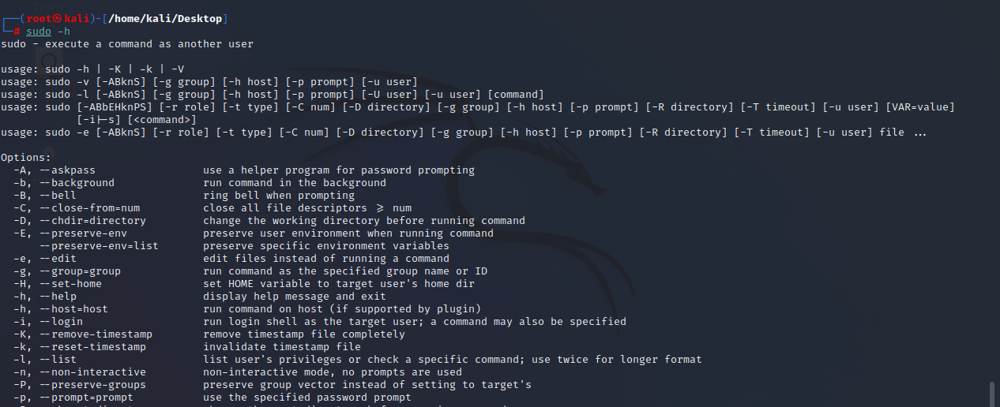 Trash
┌──(root㉿kali)-[/home/kali/Desktop]
└─# sudo -h
sudo - execute a command as another user
usage: sudo -h | -K | -k | -V
usage: sudo -v [-ABknS] [-g group] [-h host] [-p prompt] [-u user]
usage: sudo -l [-ABknS] [-g group] [-h host] [-p prompt] [-U user] [-u user] [command]
usage: sudo [-ABbEHknPS] [-r role] [-t type] [-C num] [-D directory] [-g group] [-h host] [-p prompt] [-R directory] [-T timeout] [-u user] [VAR=value]
[-i|-s] [<command>]
usage: sudo -e [-ABknS] [-r role] [-t type] [-C num] [-D directory] [-g group] [-h host] [-p prompt] [-R directory] [-T timeout] [-u user] file ...
Options:
-A, --askpass use a helper program for password prompting
-b, --background run command in the background
-B, --bell ring bell when prompting
-C, --close-from=num close all file descriptors >= num
-D, --chdir=directory change the working directory before running command
-E, --preserve-env preserve user environment when running command
--preserve-env=list preserve specific environment variables
-e, --edit edit files instead of running a command
-g, --group=group run command as the specified group name or ID
-H, --set-home set HOME variable to target user's home dir
-h, --help display help message and exit
-h, --host=host run command on host (if supported by plugin)
-i, --login run login shell as the target user; a command may also be specified
-K, --remove-timestamp remove timestamp file completely
-k, --reset-timestamp invalidate timestamp file
-l, --list list user's privileges or check a specific command; use twice for longer format
-n, --non-interactive non-interactive mode, no prompts are used
-P, --preserve-groups preserve group vector instead of setting to target's
-p, --prompt=prompt use the specified password prompt